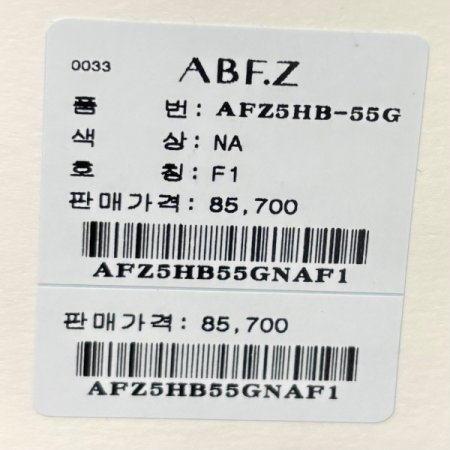 0033 ABF.Z
품 번: AFZ5HB-55G
색 상: NA
호 칭: F1
판매가격: 85,700
AFZ5HB55GNAF1
판매가격: 85,700
AFZ5HB55GNAF1